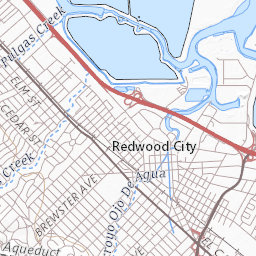 Pulgas Creek
ELM ST
CEDAR ST
Creek
Redwood City
BREWSTER AVE
Arroyo Ojo De Agua
Aqueduct
EL C